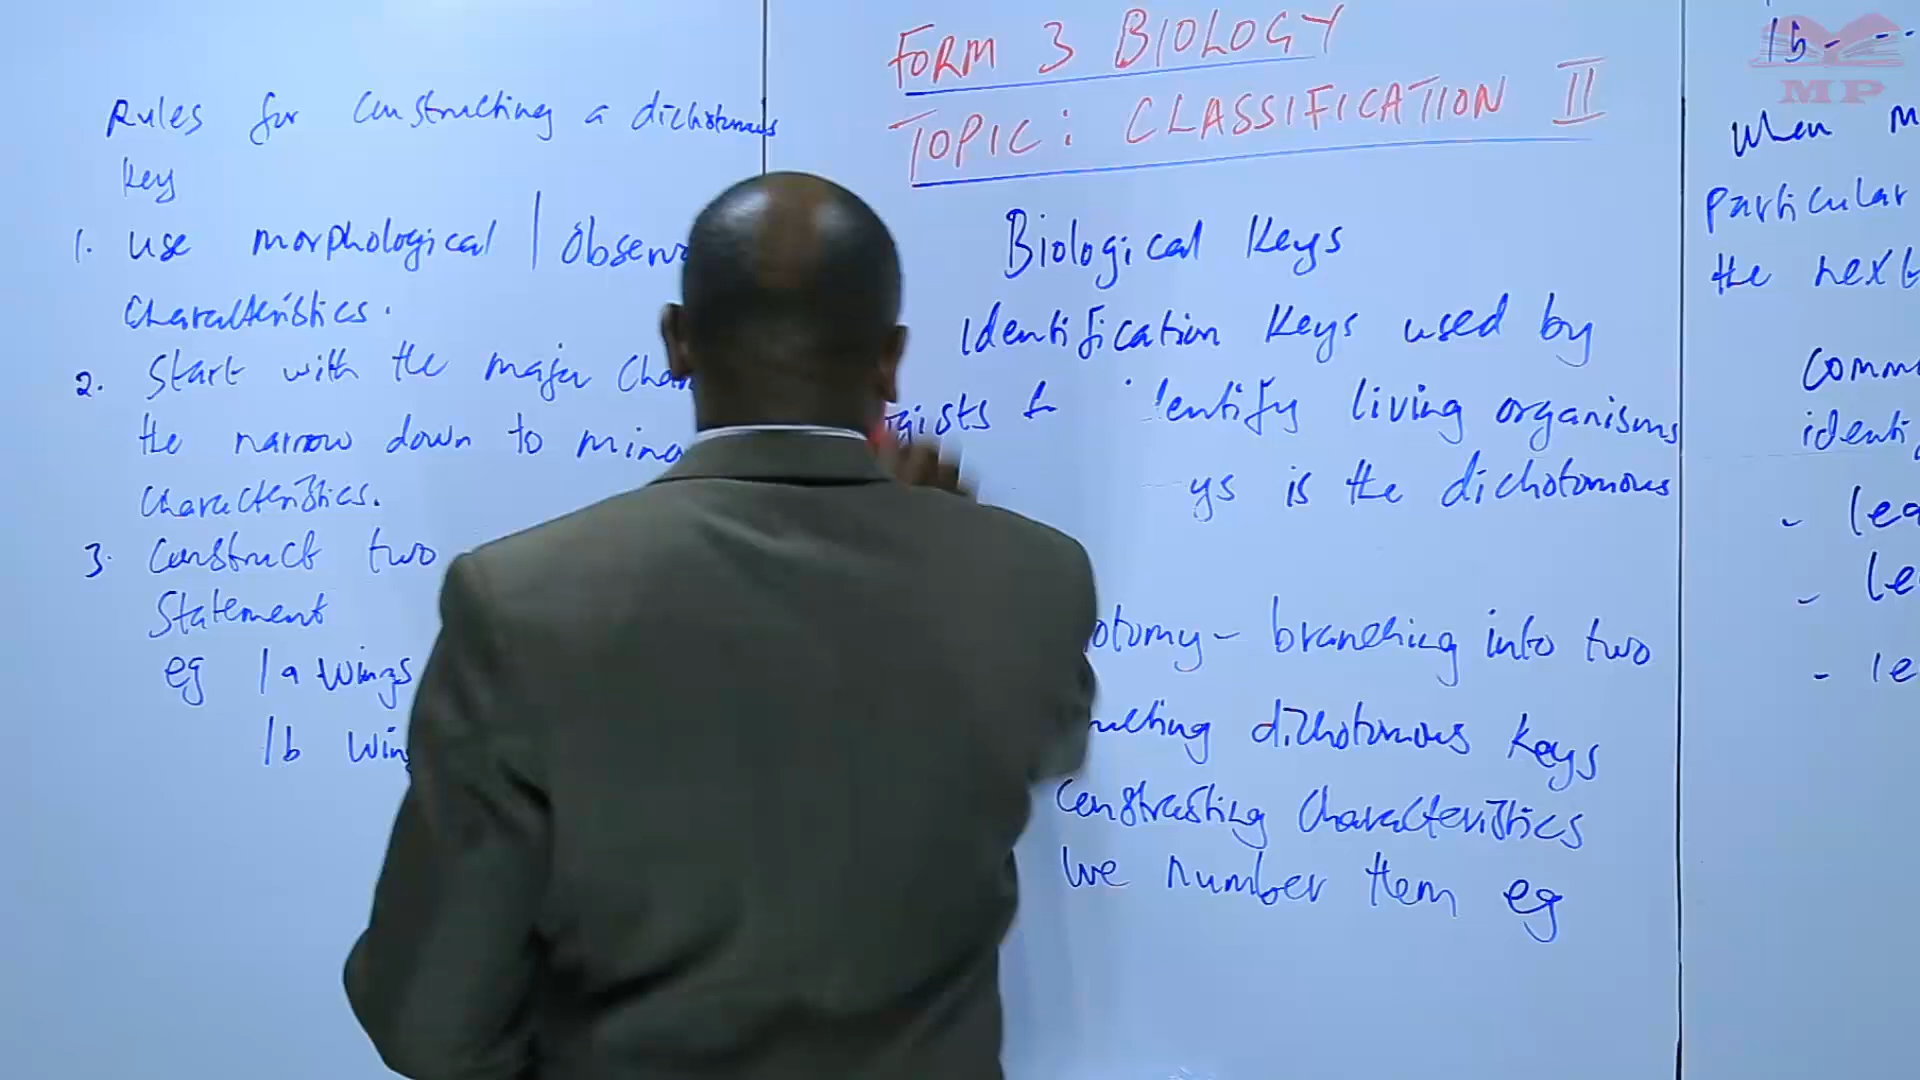 Rules for constructing a dichotomous
key
1. use morphological / observa
characteristics.
2. Start with the major char
the narrow down to mino
characteristics.
3. Construct two
Statement
eg 1a wings
1b wing
FORM 3 BIOLOGY
TOPIC: CLASSIFICATION II
Biological Keys
Identification keys used by
gists to identify living organisms
ys is the dichotomous
otomy - branching into two
ructing dichotomous keys
contrasting characteristics
we number them eg
1b - - -
when m
particular
the next
comm
identi
- lea
- le
- le
MP